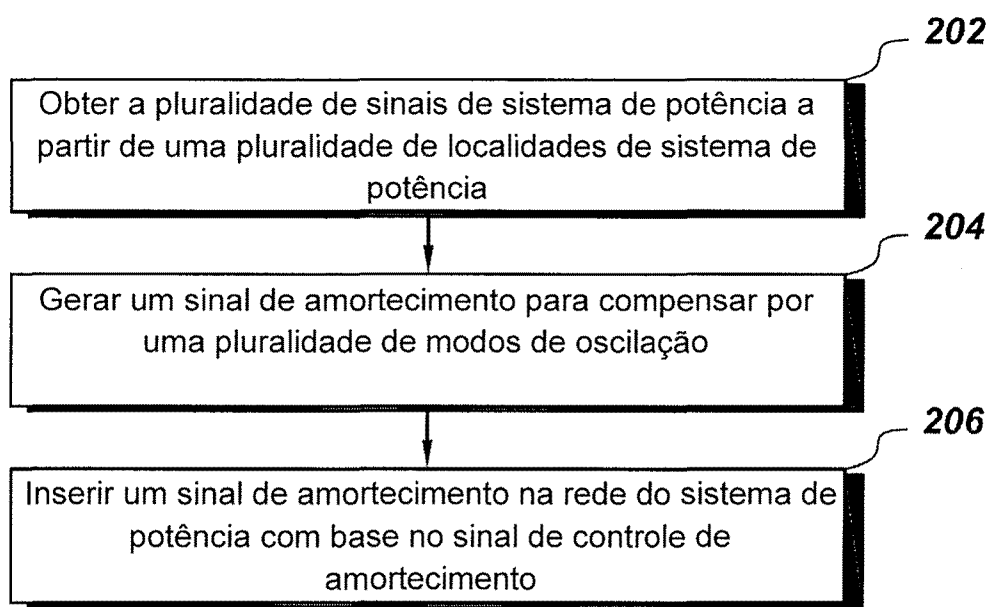 202
Obter a pluralidade de sinais de sistema de potência a
partir de uma pluralidade de localidades de sistema de
potência
204
Gerar um sinal de amortecimento para compensar por
uma pluralidade de modos de oscilação
206
Inserir um sinal de amortecimento na rede do sistema de
potência com base no sinal de controle de
amortecimento